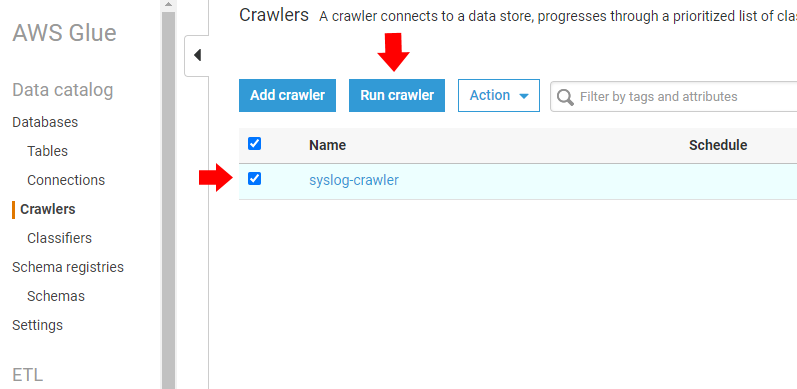 AWS Glue
Data catalog
Databases
Tables
Connections
Crawlers
Classifiers
Schema registries
Schemas
Settings
ETL
Crawlers A crawler connects to a data store, progresses through a prioritized list of clas
Add crawler Run crawler Action Filter by tags and attributes
Name Schedule
syslog-crawler